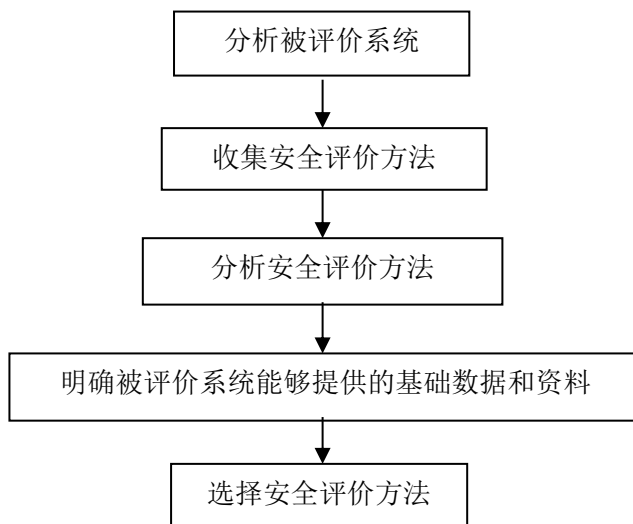 分析被评价系统
收集安全评价方法
分析安全评价方法
明确被评价系统能够提供的基础数据和资料
选择安全评价方法